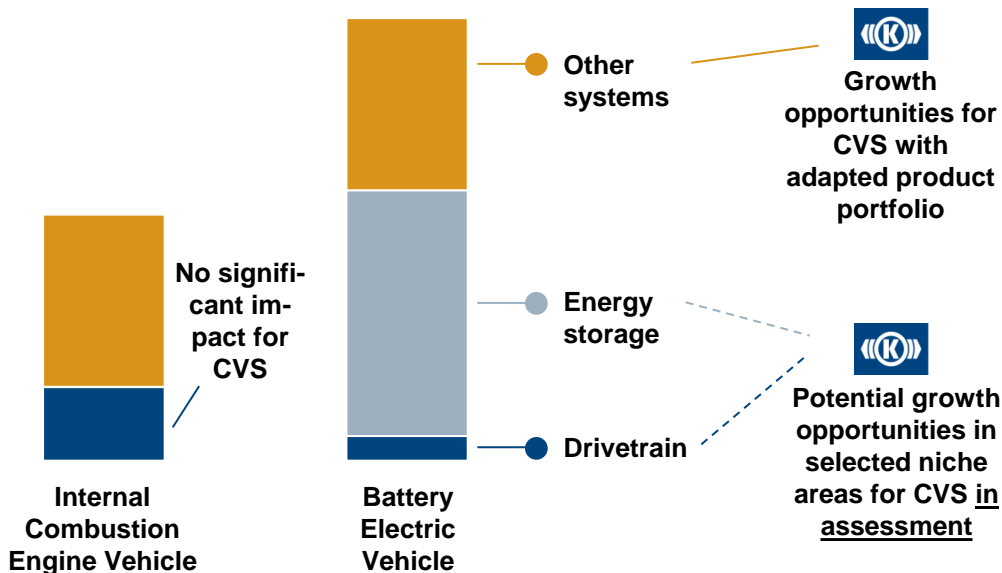 No signifi-
cant im-
pact for
CVS
Internal
Combustion
Engine Vehicle
Battery
Electric
Vehicle
Other
systems
Energy
storage
Drivetrain
K
Growth
opportunities for
CVS with
adapted product
portfolio
K
Potential growth
opportunities in
selected niche
areas for CVS in
assessment